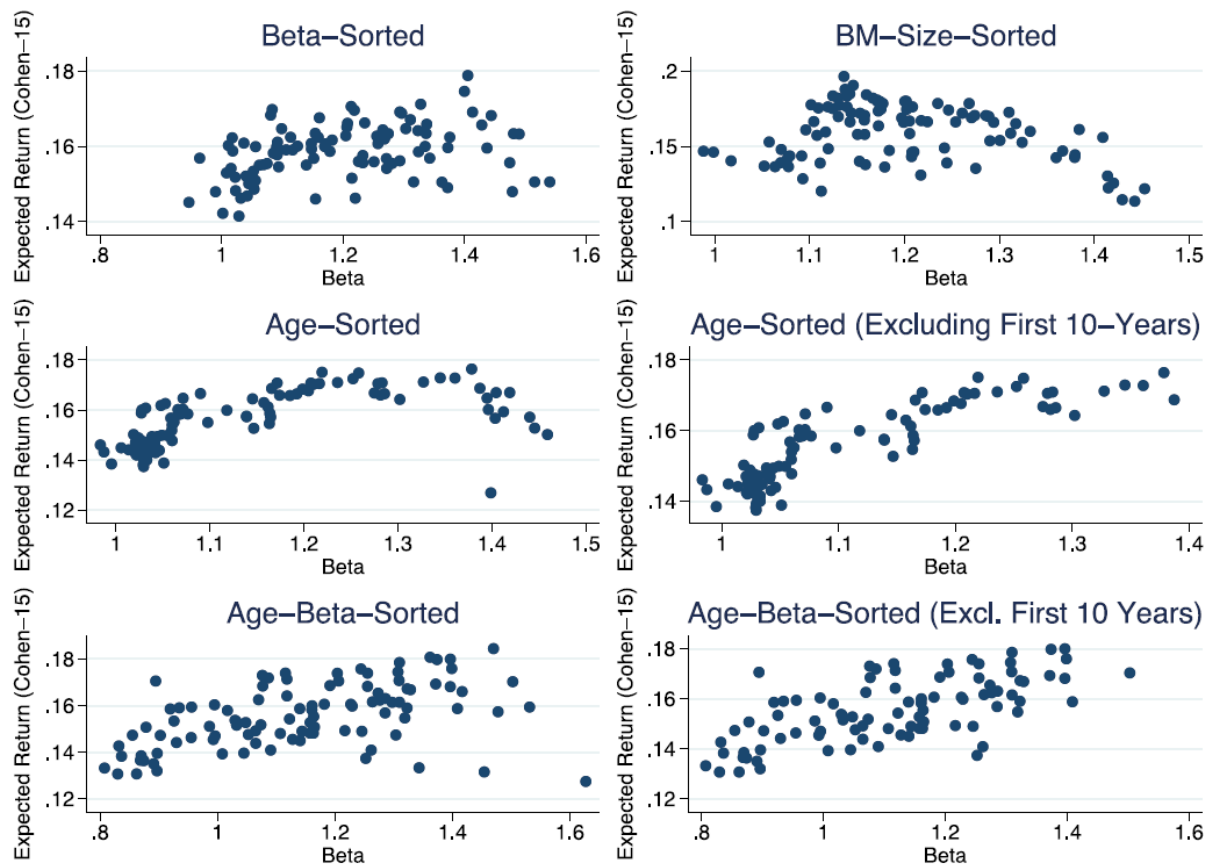 Beta–Sorted
Expected Return (Cohen–15)
.18
.16
.14
.8 1 1.2 1.4 1.6
Beta
BM–Size–Sorted
Expected Return (Cohen–15)
.2
.15
.1
1 1.1 1.2 1.3 1.4 1.5
Beta
Age–Sorted
Expected Return (Cohen–15)
.18
.16
.14
.12
1 1.1 1.2 1.3 1.4 1.5
Beta
Age–Sorted (Excluding First 10–Years)
Expected Return (Cohen–15)
.18
.16
.14
1 1.1 1.2 1.3 1.4
Beta
Age–Beta–Sorted
Expected Return (Cohen–15)
.18
.16
.14
.12
.8 1 1.2 1.4 1.6
Beta
Age–Beta–Sorted (Excl. First 10 Years)
Expected Return (Cohen–15)
.18
.16
.14
.12
.8 1 1.2 1.4 1.6
Beta